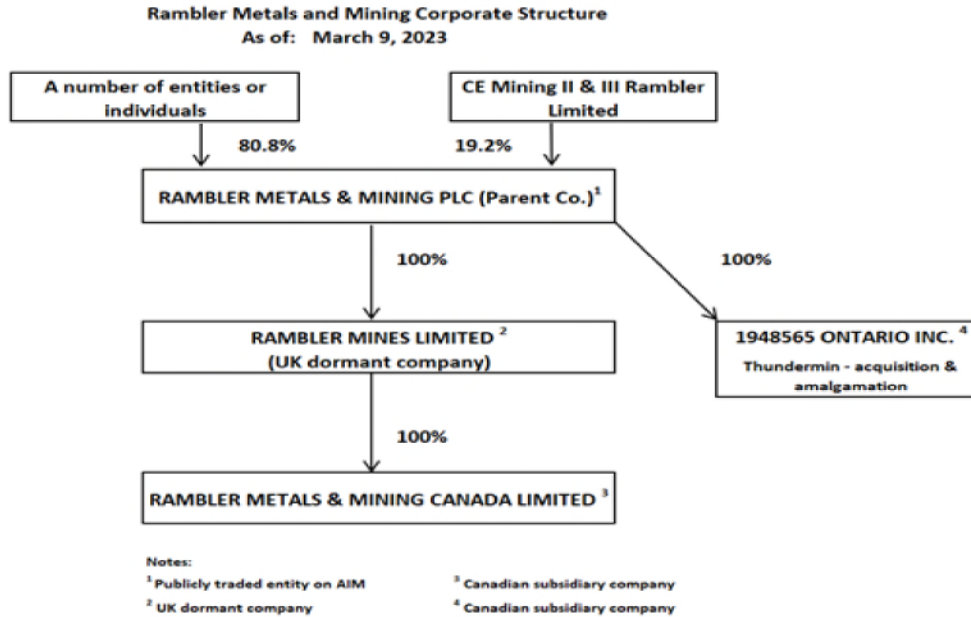 Rambler Metals and Mining Corporate Structure
As of: March 9, 2023
A number of entities or
individuals
CE Mining II & III Rambler
Limited
80.8%
19.2%
RAMBLER METALS & MINING PLC (Parent Co.)¹
100%
100%
RAMBLER MINES LIMITED ²
(UK dormant company)
1948565 ONTARIO INC. ⁴
Thundermin - acquisition &
amalgamation
100%
RAMBLER METALS & MINING CANADA LIMITED ³
Notes:
¹ Publicly traded entity on AIM
³ Canadian subsidiary company
² UK dormant company
⁴ Canadian subsidiary company